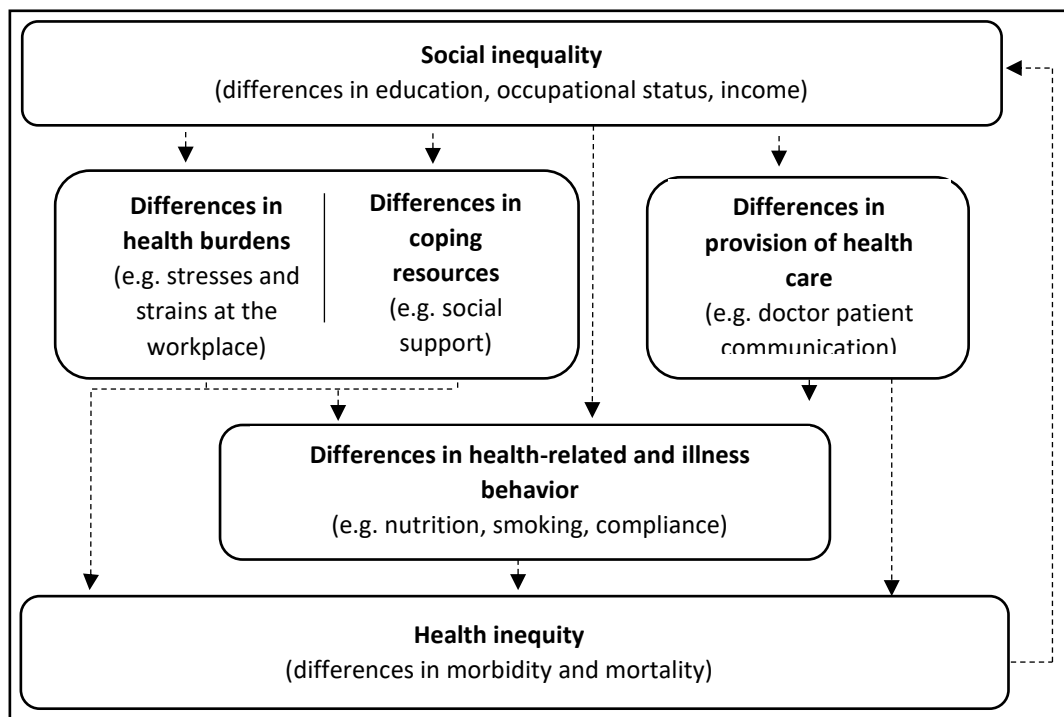 Social inequality
(differences in education, occupational status, income)
Differences in
health burdens
(e.g. stresses and
strains at the
workplace)
Differences in
coping
resources
(e.g. social
support)
Differences in
provision of health
care
(e.g. doctor patient
communication)
Differences in health-related and illness
behavior
(e.g. nutrition, smoking, compliance)
Health inequity
(differences in morbidity and mortality)